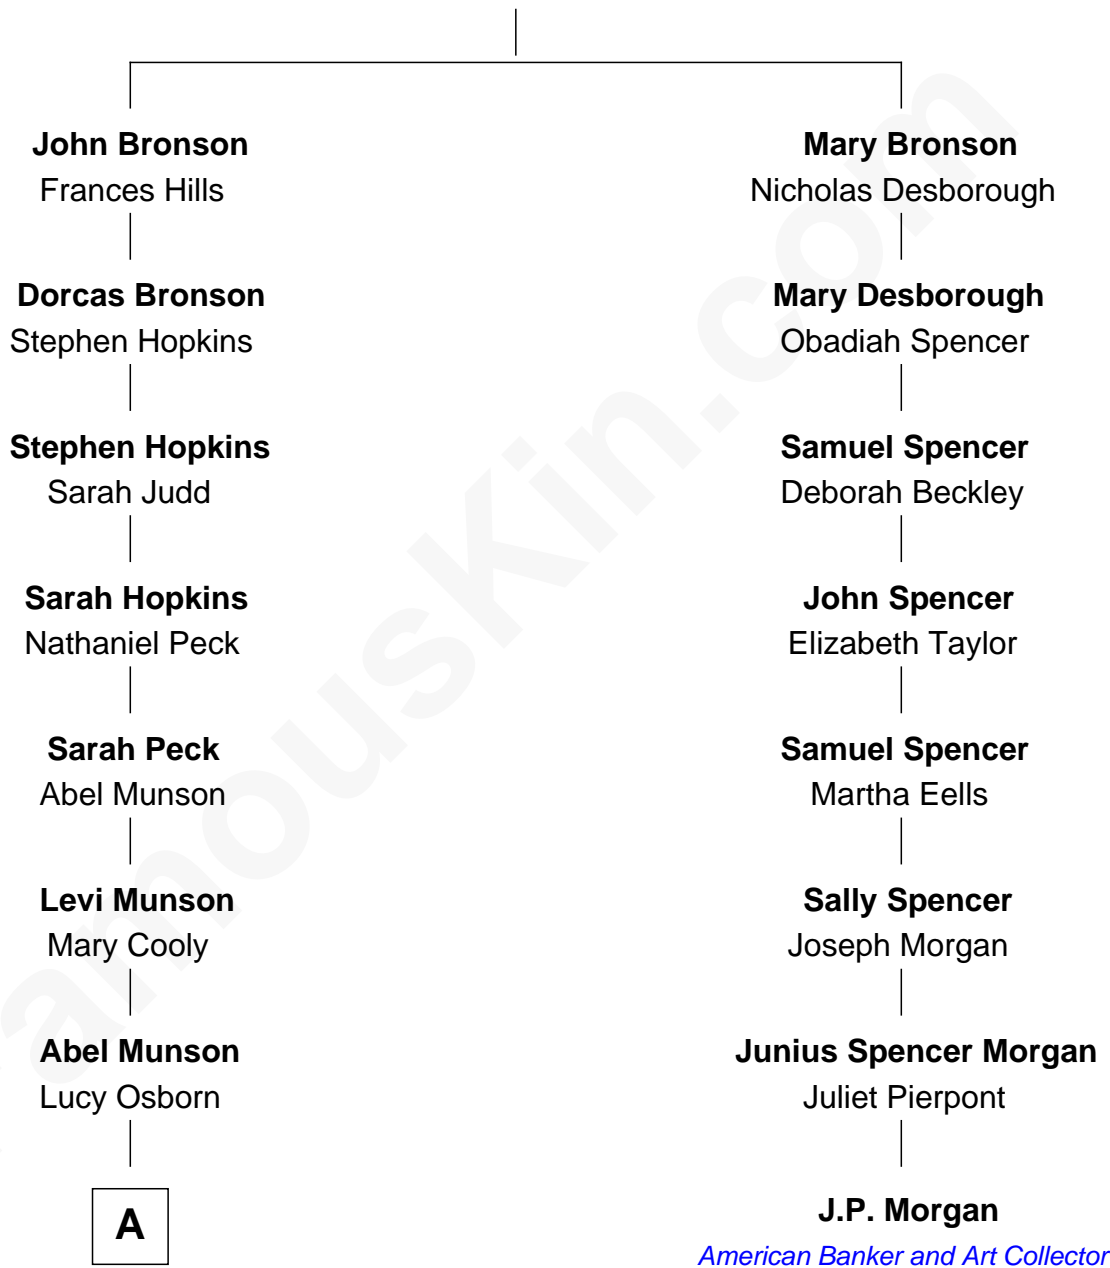 John Bronson
Frances Hills
Dorcas Bronson
Stephen Hopkins
Stephen Hopkins
Sarah Judd
Sarah Hopkins
Nathaniel Peck
Sarah Peck
Abel Munson
Levi Munson
Mary Cooly
Abel Munson
Lucy Osborn
A
Mary Bronson
Nicholas Desborough
Mary Desborough
Obadiah Spencer
Samuel Spencer
Deborah Beckley
John Spencer
Elizabeth Taylor
Samuel Spencer
Martha Eells
Sally Spencer
Joseph Morgan
Junius Spencer Morgan
Juliet Pierpont
J.P. Morgan
American Banker and Art Collector
amouskin.com